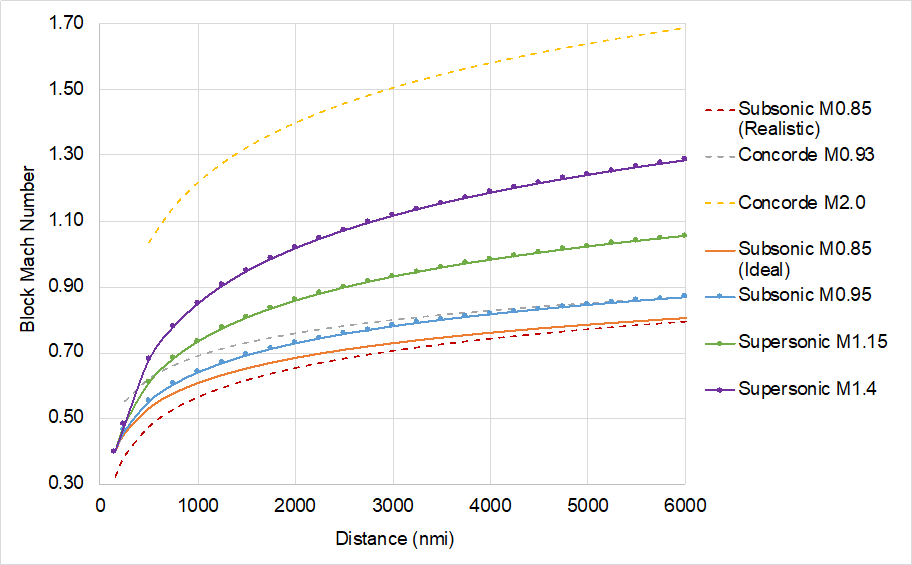 1.70
1.50
1.30
1.10
0.90
0.70
0.50
0.30
Block Mach Number
0
1000
2000
3000
4000
5000
6000
Distance (nmi)
Subsonic M0.85
(Realistic)
Concorde M0.93
Concorde M2.0
Subsonic M0.85
(Ideal)
Subsonic M0.95
Supersonic M1.15
Supersonic M1.4